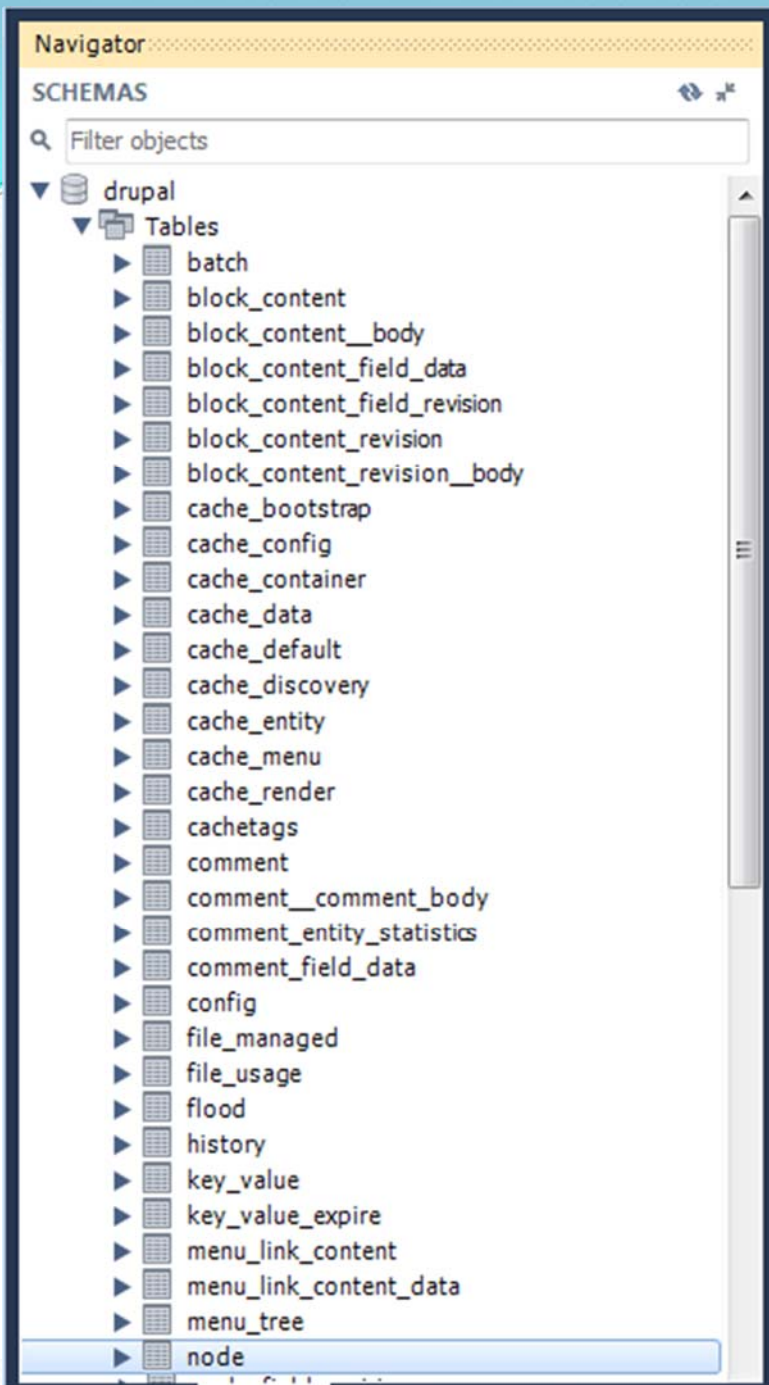 Navigator
SCHEMAS
Filter objects
drupal
Tables
batch
block_content
block_content__body
block_content_field_data
block_content_field_revision
block_content_revision
block_content_revision__body
cache_bootstrap
cache_config
cache_container
cache_data
cache_default
cache_discovery
cache_entity
cache_menu
cache_render
cachetags
comment
comment__comment_body
comment_entity_statistics
comment_field_data
config
file_managed
file_usage
flood
history
key_value
key_value_expire
menu_link_content
menu_link_content_data
menu_tree
node